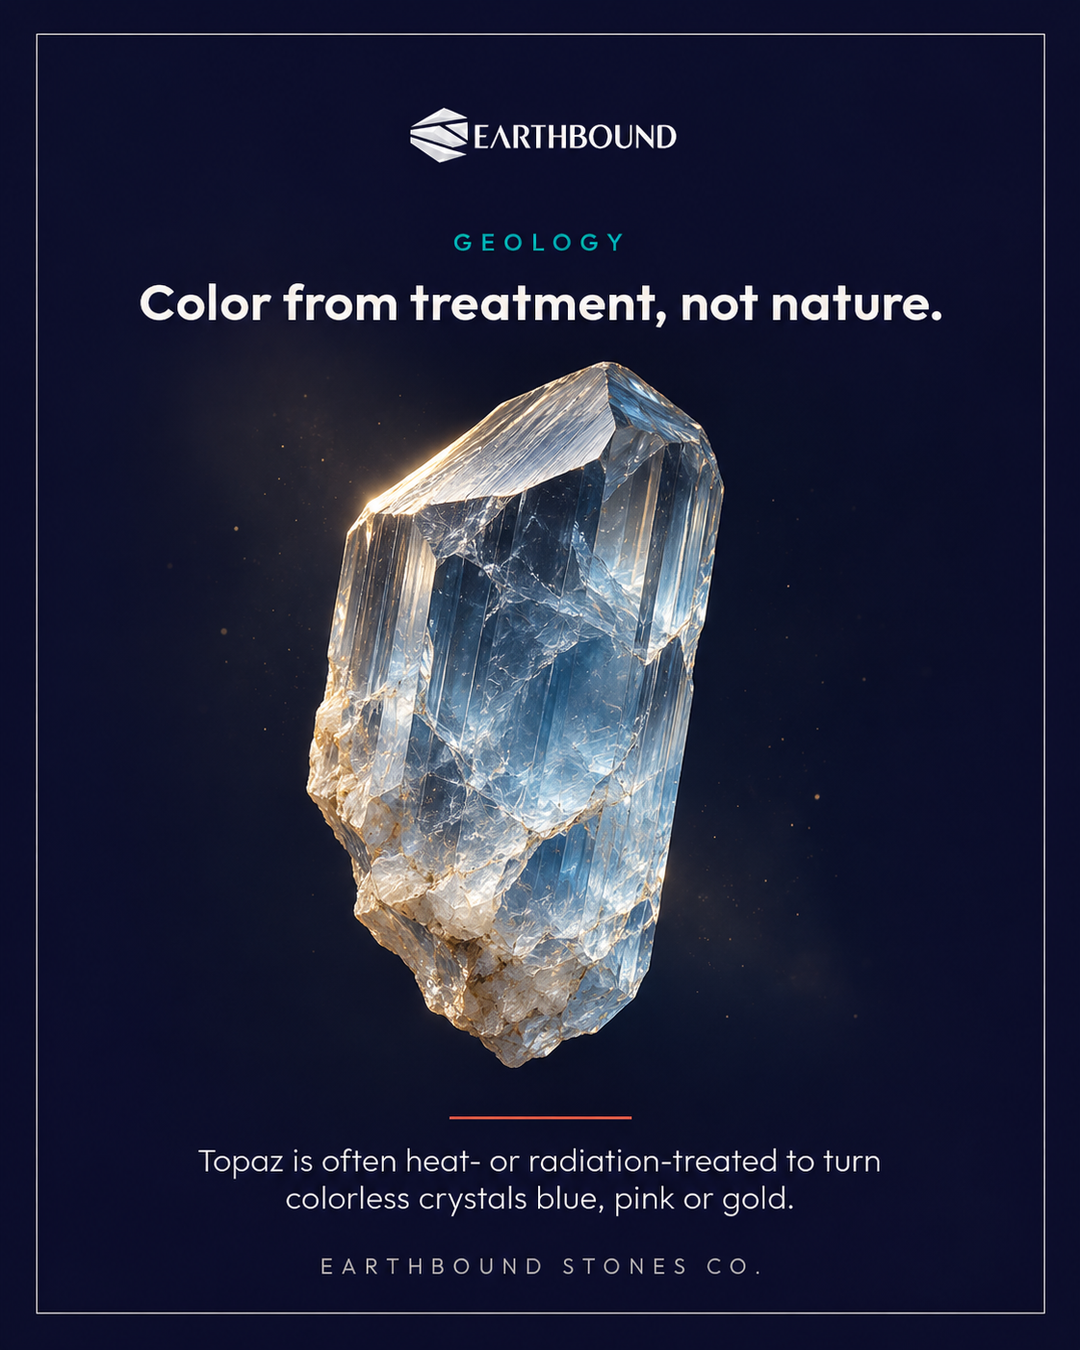 EARTHBOUND
GEOLOGY
Color from treatment, not nature.
Topaz is often heat- or radiation-treated to turn
colorless crystals blue, pink or gold.
EARTHBOUND STONES CO.